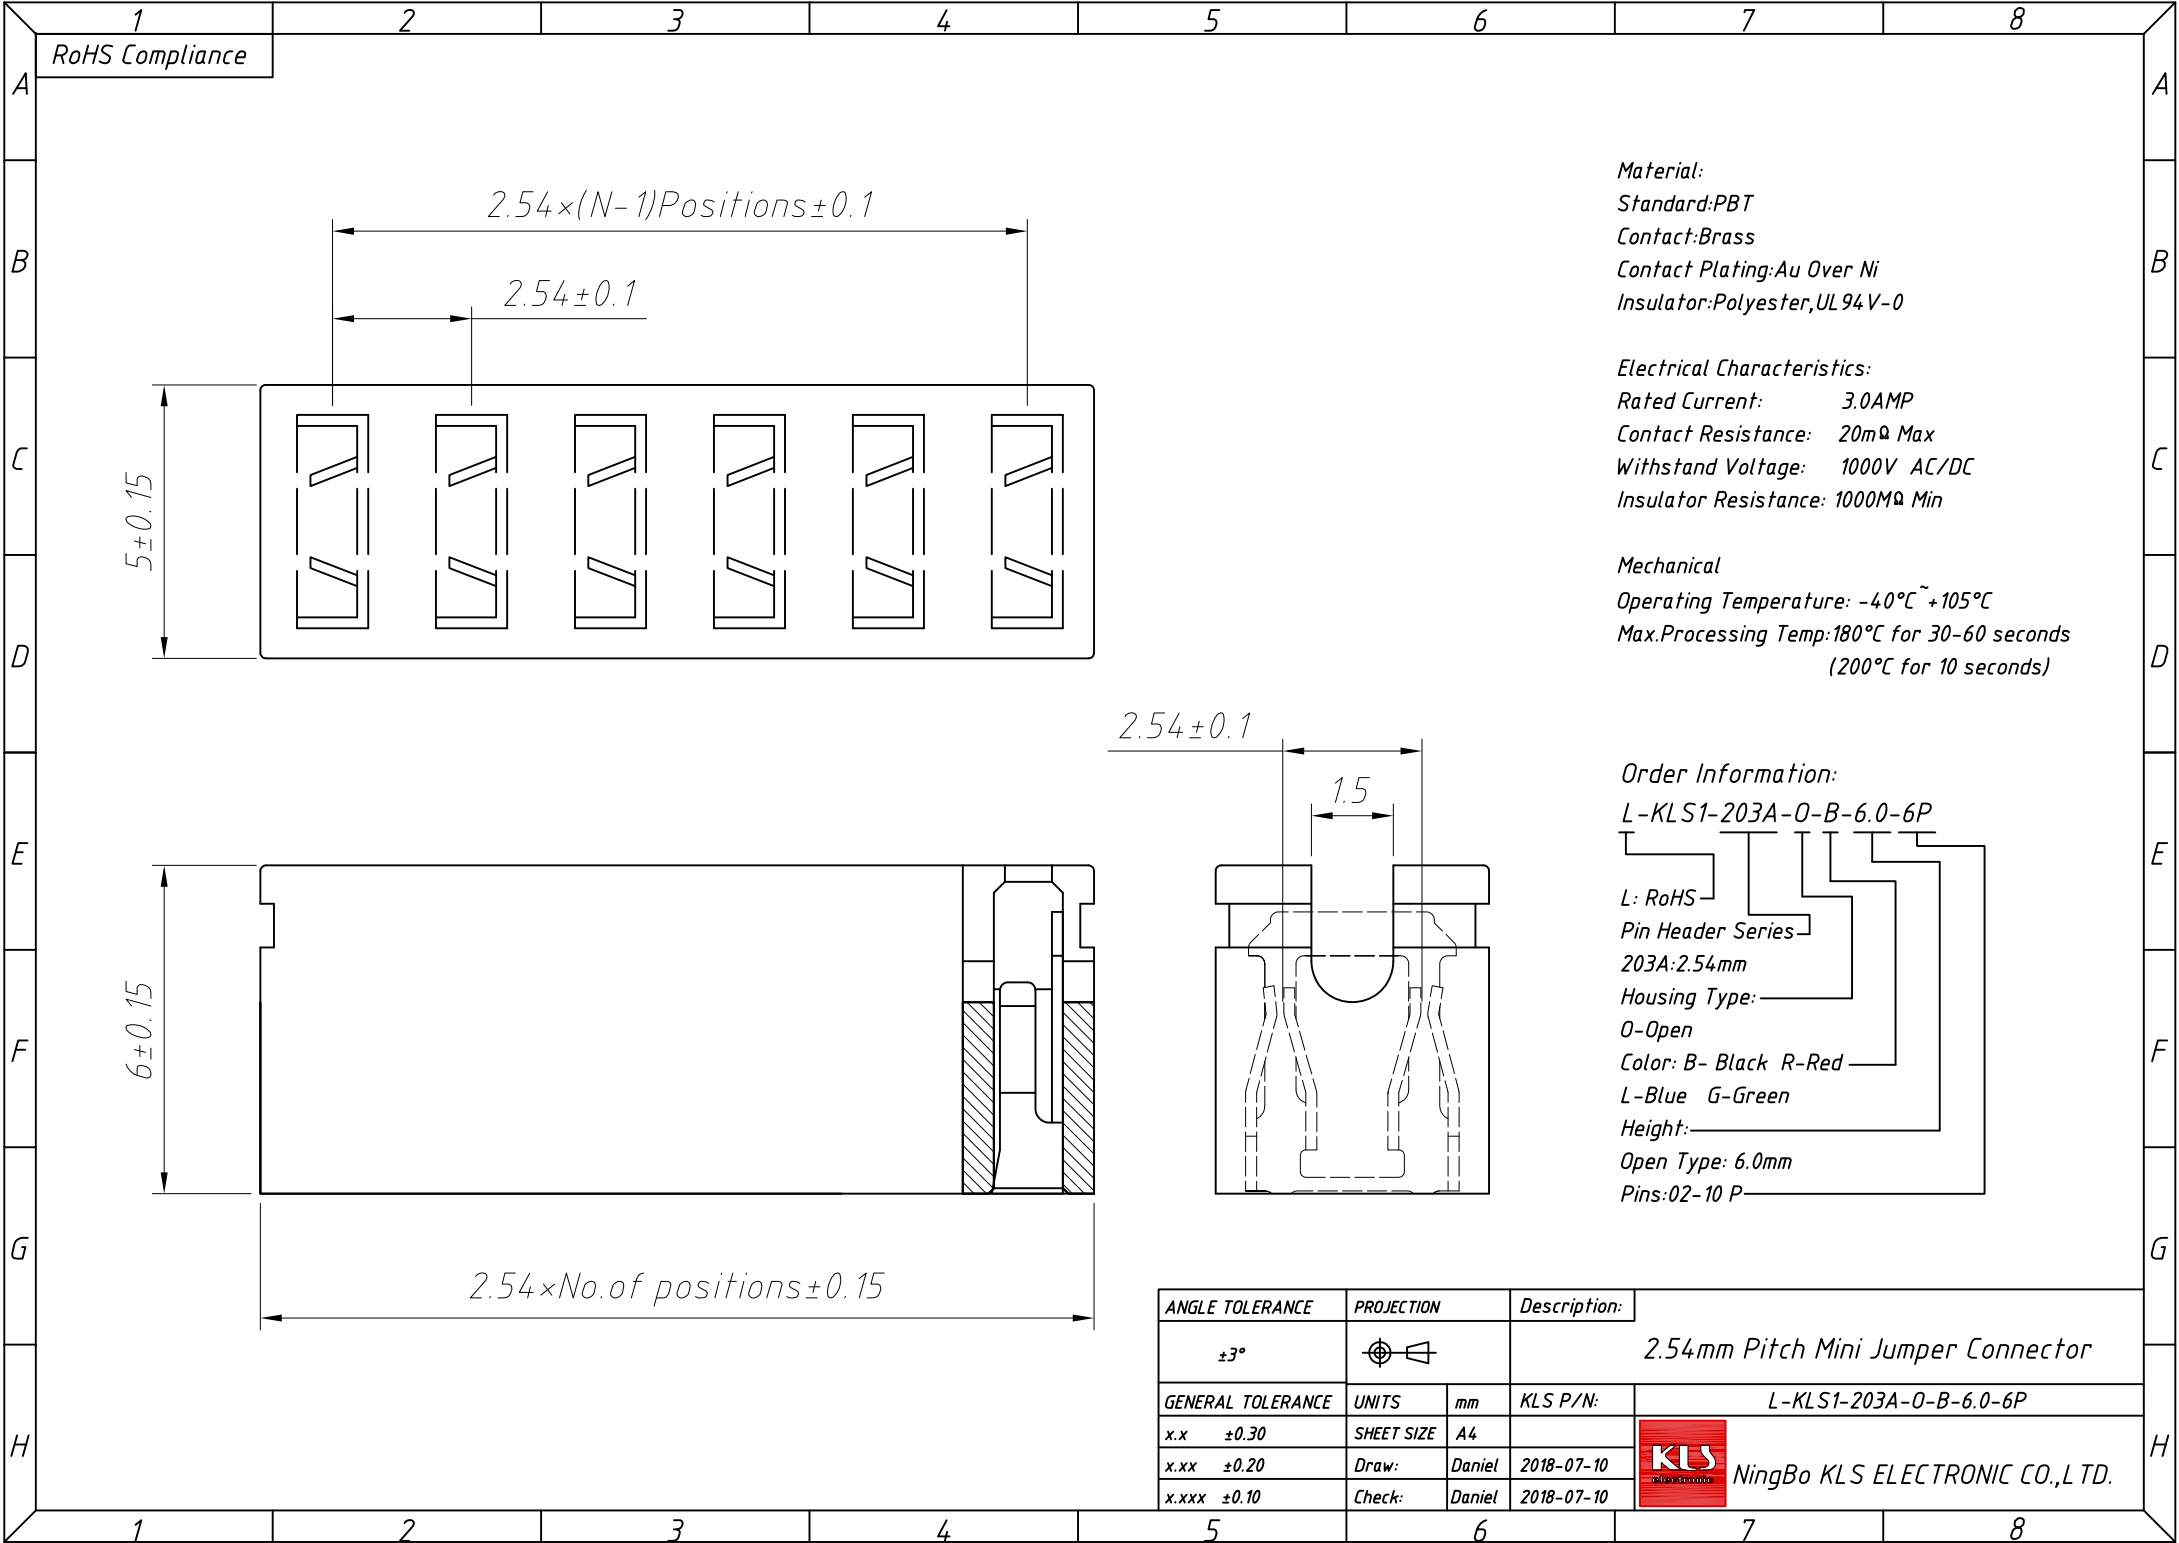 1 2 3 4 5 6 7 8
RoHS Compliance
A A
B B
C C
D D
E E
F F
G G
H H
2.54×(N-1)Positions±0.1
2.54±0.1
5±0.15
Material:
Standard:PBT
Contact:Brass
Contact Plating:Au Over Ni
Insulator:Polyester,UL94V-0
Electrical Characteristics:
Rated Current: 3.0AMP
Contact Resistance: 20mΩ Max
Withstand Voltage: 1000V AC/DC
Insulator Resistance: 1000MΩ Min
Mechanical
Operating Temperature: -40°C~+105°C
Max.Processing Temp:180°C for 30-60 seconds
(200°C for 10 seconds)
2.54±0.1
1.5
6±0.15
2.54×No.of positions±0.15
Order Information:
L-KLS1-203A-O-B-6.0-6P
L: RoHS
Pin Header Series
203A:2.54mm
Housing Type:
O-Open
Color: B- Black R-Red
L-Blue G-Green
Height:
Open Type: 6.0mm
Pins:02-10 P
ANGLE TOLERANCE PROJECTION Description:
±3° 2.54mm Pitch Mini Jumper Connector
GENERAL TOLERANCE UNITS mm KLS P/N: L-KLS1-203A-O-B-6.0-6P
x.x ±0.30 SHEET SIZE A4
x.xx ±0.20 Draw: Daniel 2018-07-10
x.xxx ±0.10 Check: Daniel 2018-07-10
KLS
electronic
NingBo KLS ELECTRONIC CO.,LTD.
1 2 3 4 5 6 7 8